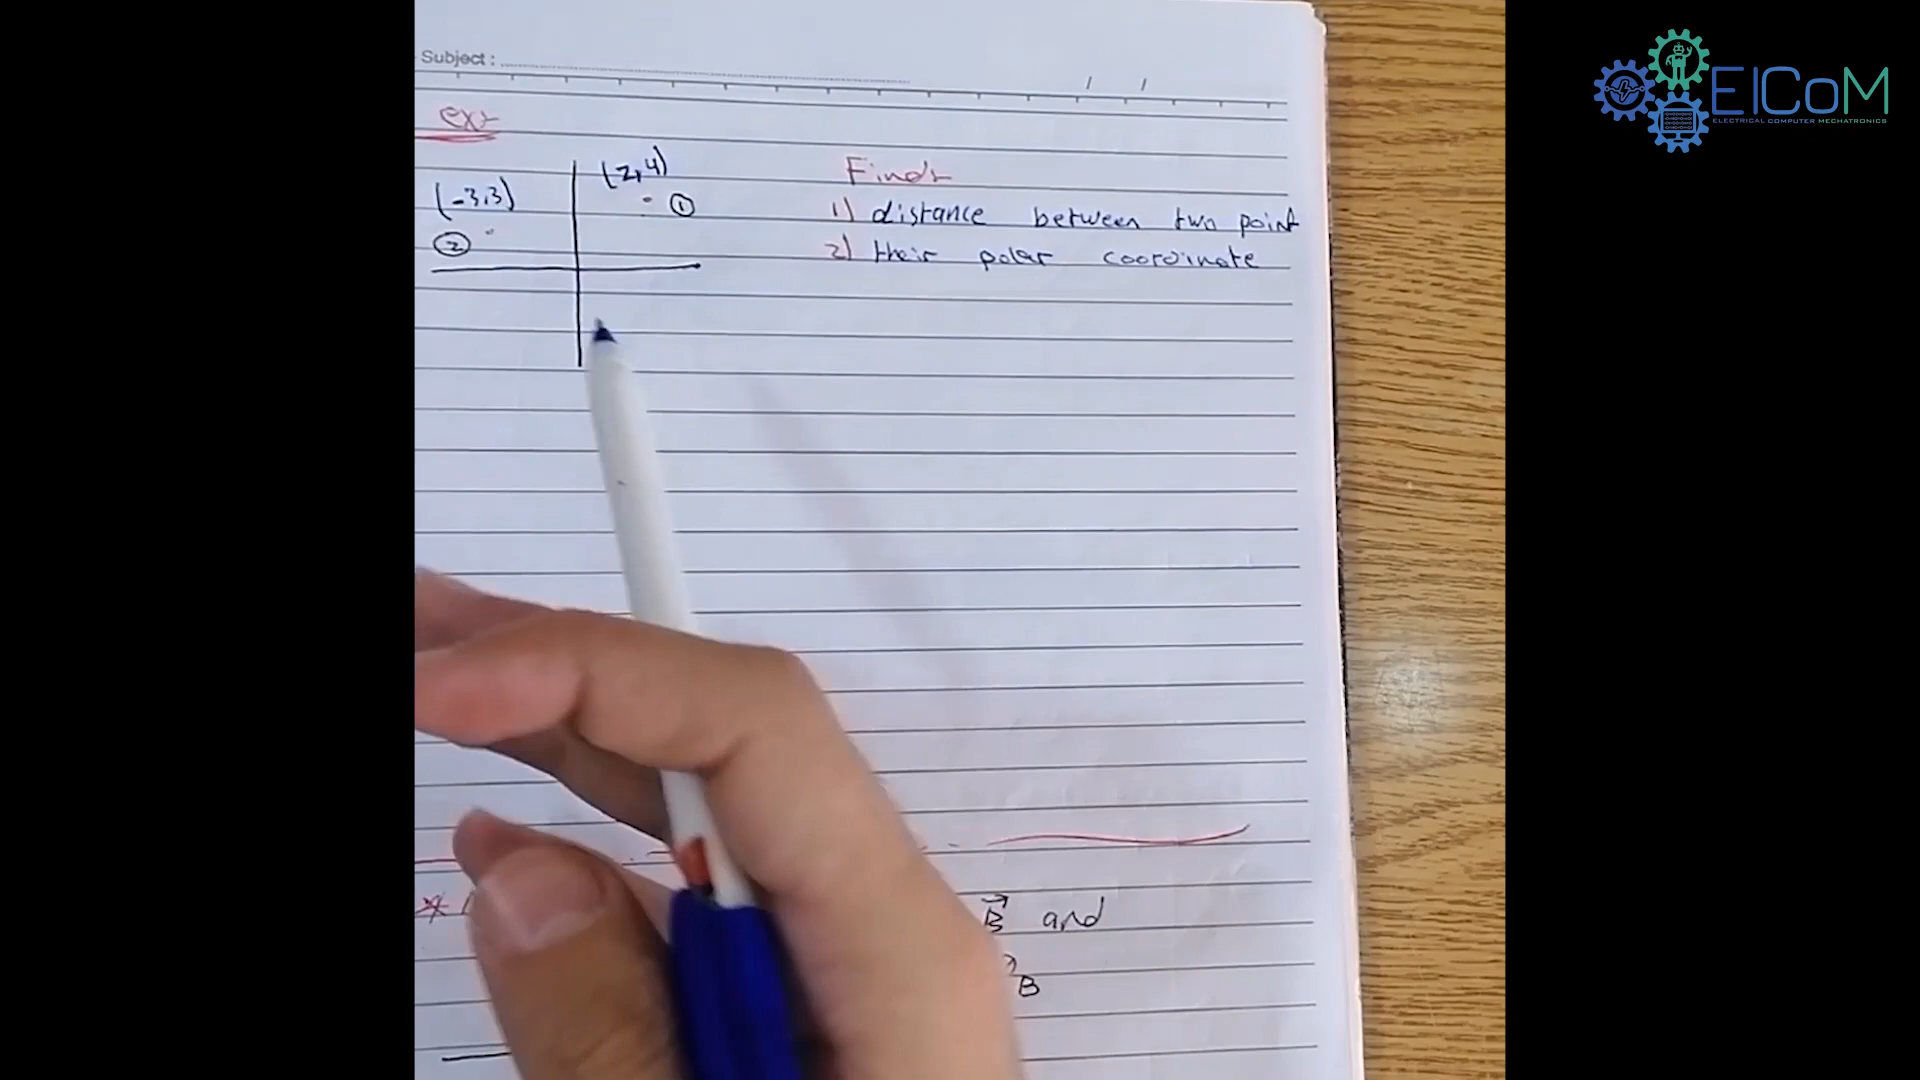 Subject :
/ /
ex:
(2,4)
(-3,3)
①
②
Find:
1) distance between two point
2) their polar coordinate
*
B and
B
EICoM
ELECTRICAL COMPUTER MECHATRONICS